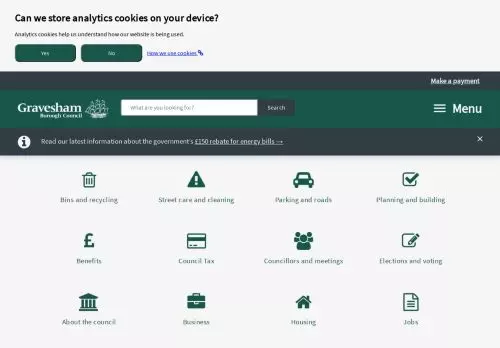 Can we store analytics cookies on your device?
Analytics cookies help us understand how our website is being used.
Yes
No
How we use cookies
Make a payment
Gravesham
Borough Council
What are you looking for?
Search
Menu
Read our latest information about the government's £150 rebate for energy bills →
Bins and recycling
Street care and cleaning
Parking and roads
Planning and building
Benefits
Council Tax
Councillors and meetings
Elections and voting
About the council
Business
Housing
Jobs